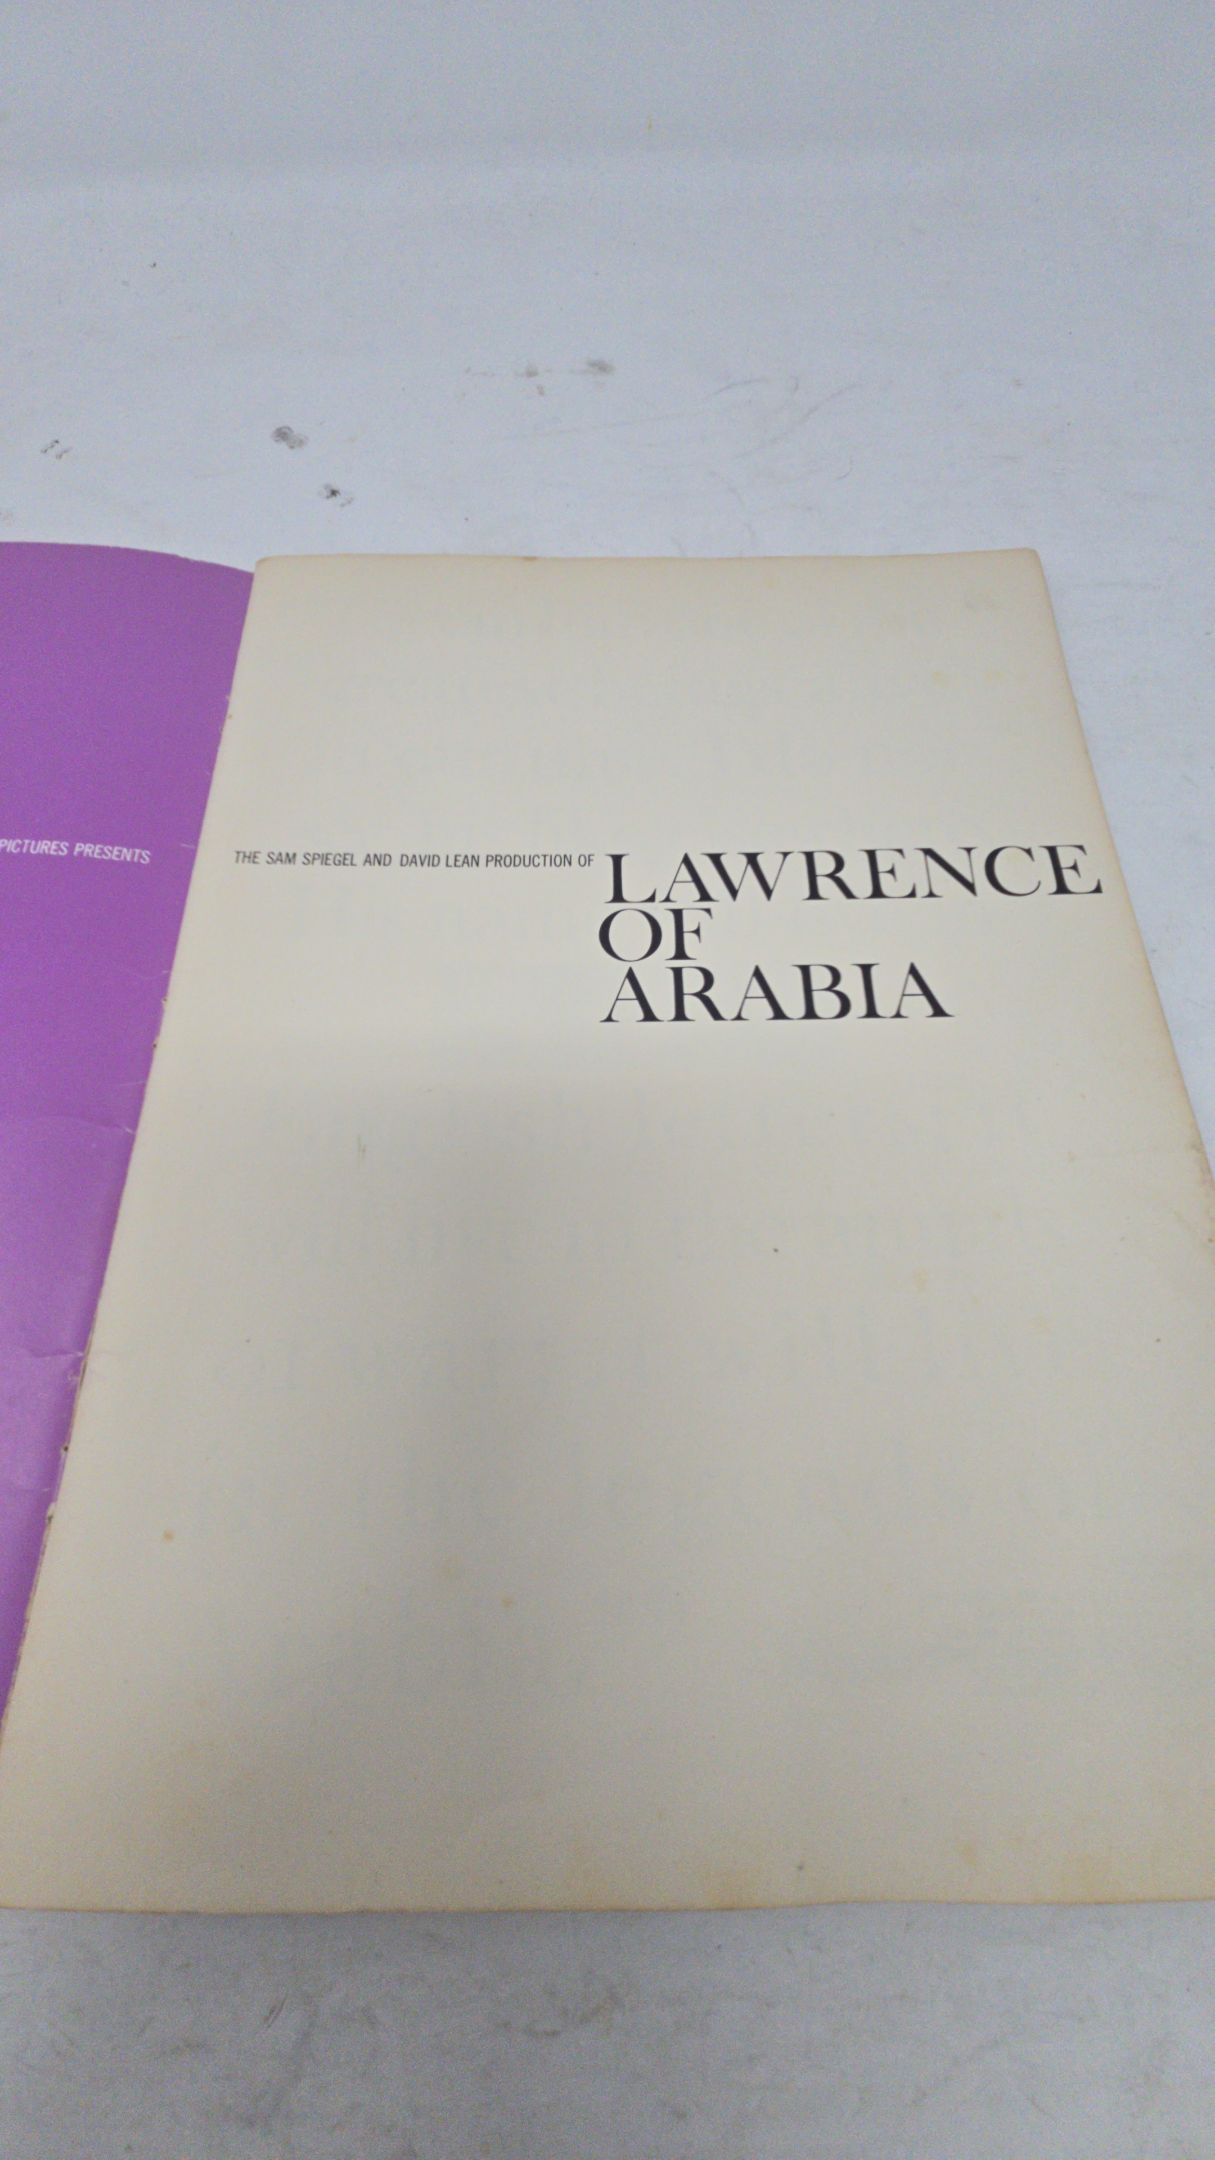 PICTURES PRESENTS
THE SAM SPIEGEL AND DAVID LEAN PRODUCTION OF LAWRENCE
OF
ARABIA